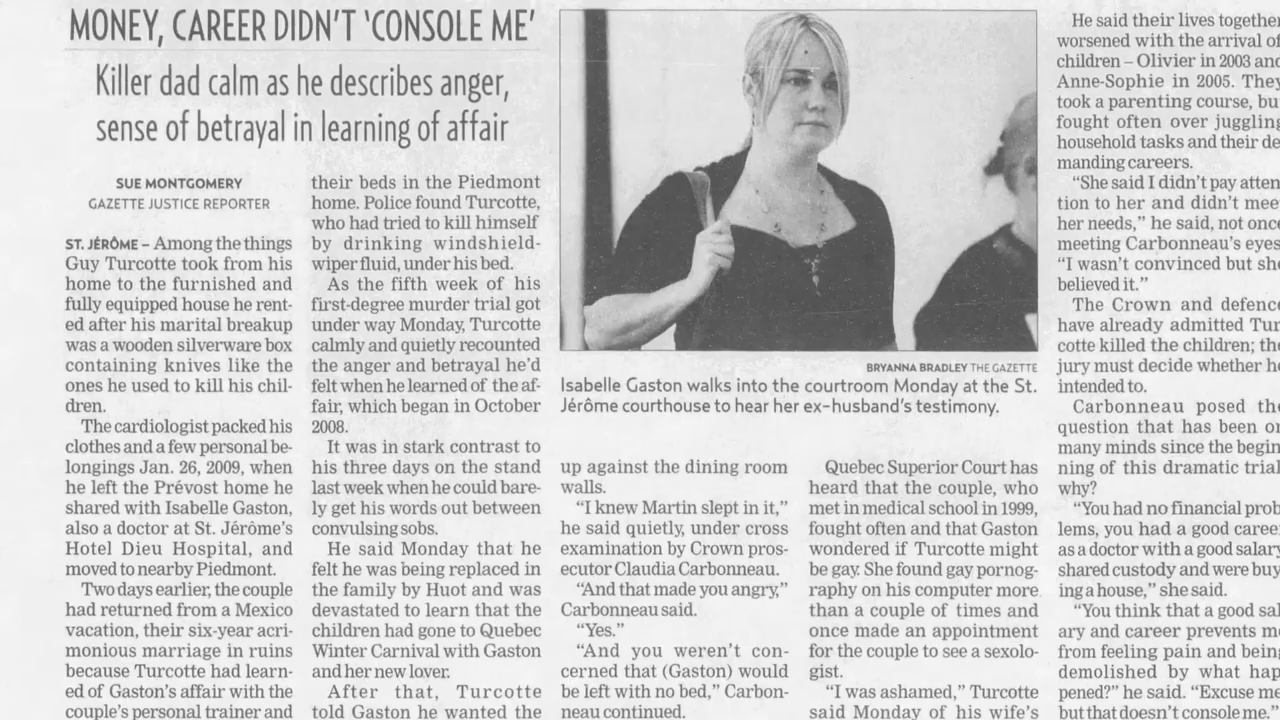 MONEY, CAREER DIDN'T 'CONSOLE ME'
Killer dad calm as he describes anger,
sense of betrayal in learning of affair
SUE MONTGOMERY
GAZETTE JUSTICE REPORTER
ST. JÉRÔME – Among the things
Guy Turcotte took from his
home to the furnished and
fully equipped house he rent-
ed after his marital breakup
was a wooden silverware box
containing knives like the
ones he used to kill his chil-
dren.
The cardiologist packed his
clothes and a few personal be-
longings Jan. 26, 2009, when
he left the Prévost home he
shared with Isabelle Gaston,
also a doctor at St. Jérôme's
Hotel Dieu Hospital, and
moved to nearby Piedmont.
Two days earlier, the couple
had returned from a Mexico
vacation, their six-year acri-
monious marriage in ruins
because Turcotte had learn-
ed of Gaston's affair with the
couple's personal trainer and
their beds in the Piedmont
home. Police found Turcotte,
who had tried to kill himself
by drinking windshield-
wiper fluid, under his bed.
As the fifth week of his
first-degree murder trial got
under way Monday, Turcotte
calmly and quietly recounted
the anger and betrayal he'd
felt when he learned of the af-
fair, which began in October
2008.
It was in stark contrast to
his three days on the stand
last week when he could bare-
ly get his words out between
convulsing sobs.
He said Monday that he
felt he was being replaced in
the family by Huot and was
devastated to learn that the
children had gone to Quebec
Winter Carnival with Gaston
and her new lover.
After that, Turcotte
told Gaston he wanted the
BRYANNA BRADLEY THE GAZETTE
Isabelle Gaston walks into the courtroom Monday at the St.
Jérôme courthouse to hear her ex-husband's testimony.
up against the dining room
walls.
"I knew Martin slept in it,"
he said quietly, under cross
examination by Crown pros-
ecutor Claudia Carbonneau.
"And that made you angry,"
Carbonneau said.
"Yes."
"And you weren't con-
cerned that (Gaston) would
be left with no bed," Carbon-
neau continued.
Quebec Superior Court has
heard that the couple, who
met in medical school in 1999,
fought often and that Gaston
wondered if Turcotte might
be gay. She found gay pornog-
raphy on his computer more
than a couple of times and
once made an appointment
for the couple to see a sexolo-
gist.
"I was ashamed," Turcotte
said Monday of his wife's
He said their lives together
worsened with the arrival of
children – Olivier in 2003 and
Anne-Sophie in 2005. They
took a parenting course, bu
fought often over juggling
household tasks and their de
manding careers.
"She said I didn't pay atten
tion to her and didn't mee
her needs," he said, not once
meeting Carbonneau's eyes
"I wasn't convinced but she
believed it."
The Crown and defence
have already admitted Tur
cotte killed the children; the
jury must decide whether he
intended to.
Carbonneau posed the
question that has been on
many minds since the begin
ning of this dramatic trial
why?
"You had no financial prob
lems, you had a good career
as a doctor with a good salary
shared custody and were buy
ing a house," she said.
"You think that a good sal
ary and career prevents me
from feeling pain and being
demolished by what hap
pened?" he said. "Excuse me
but that doesn't console me."